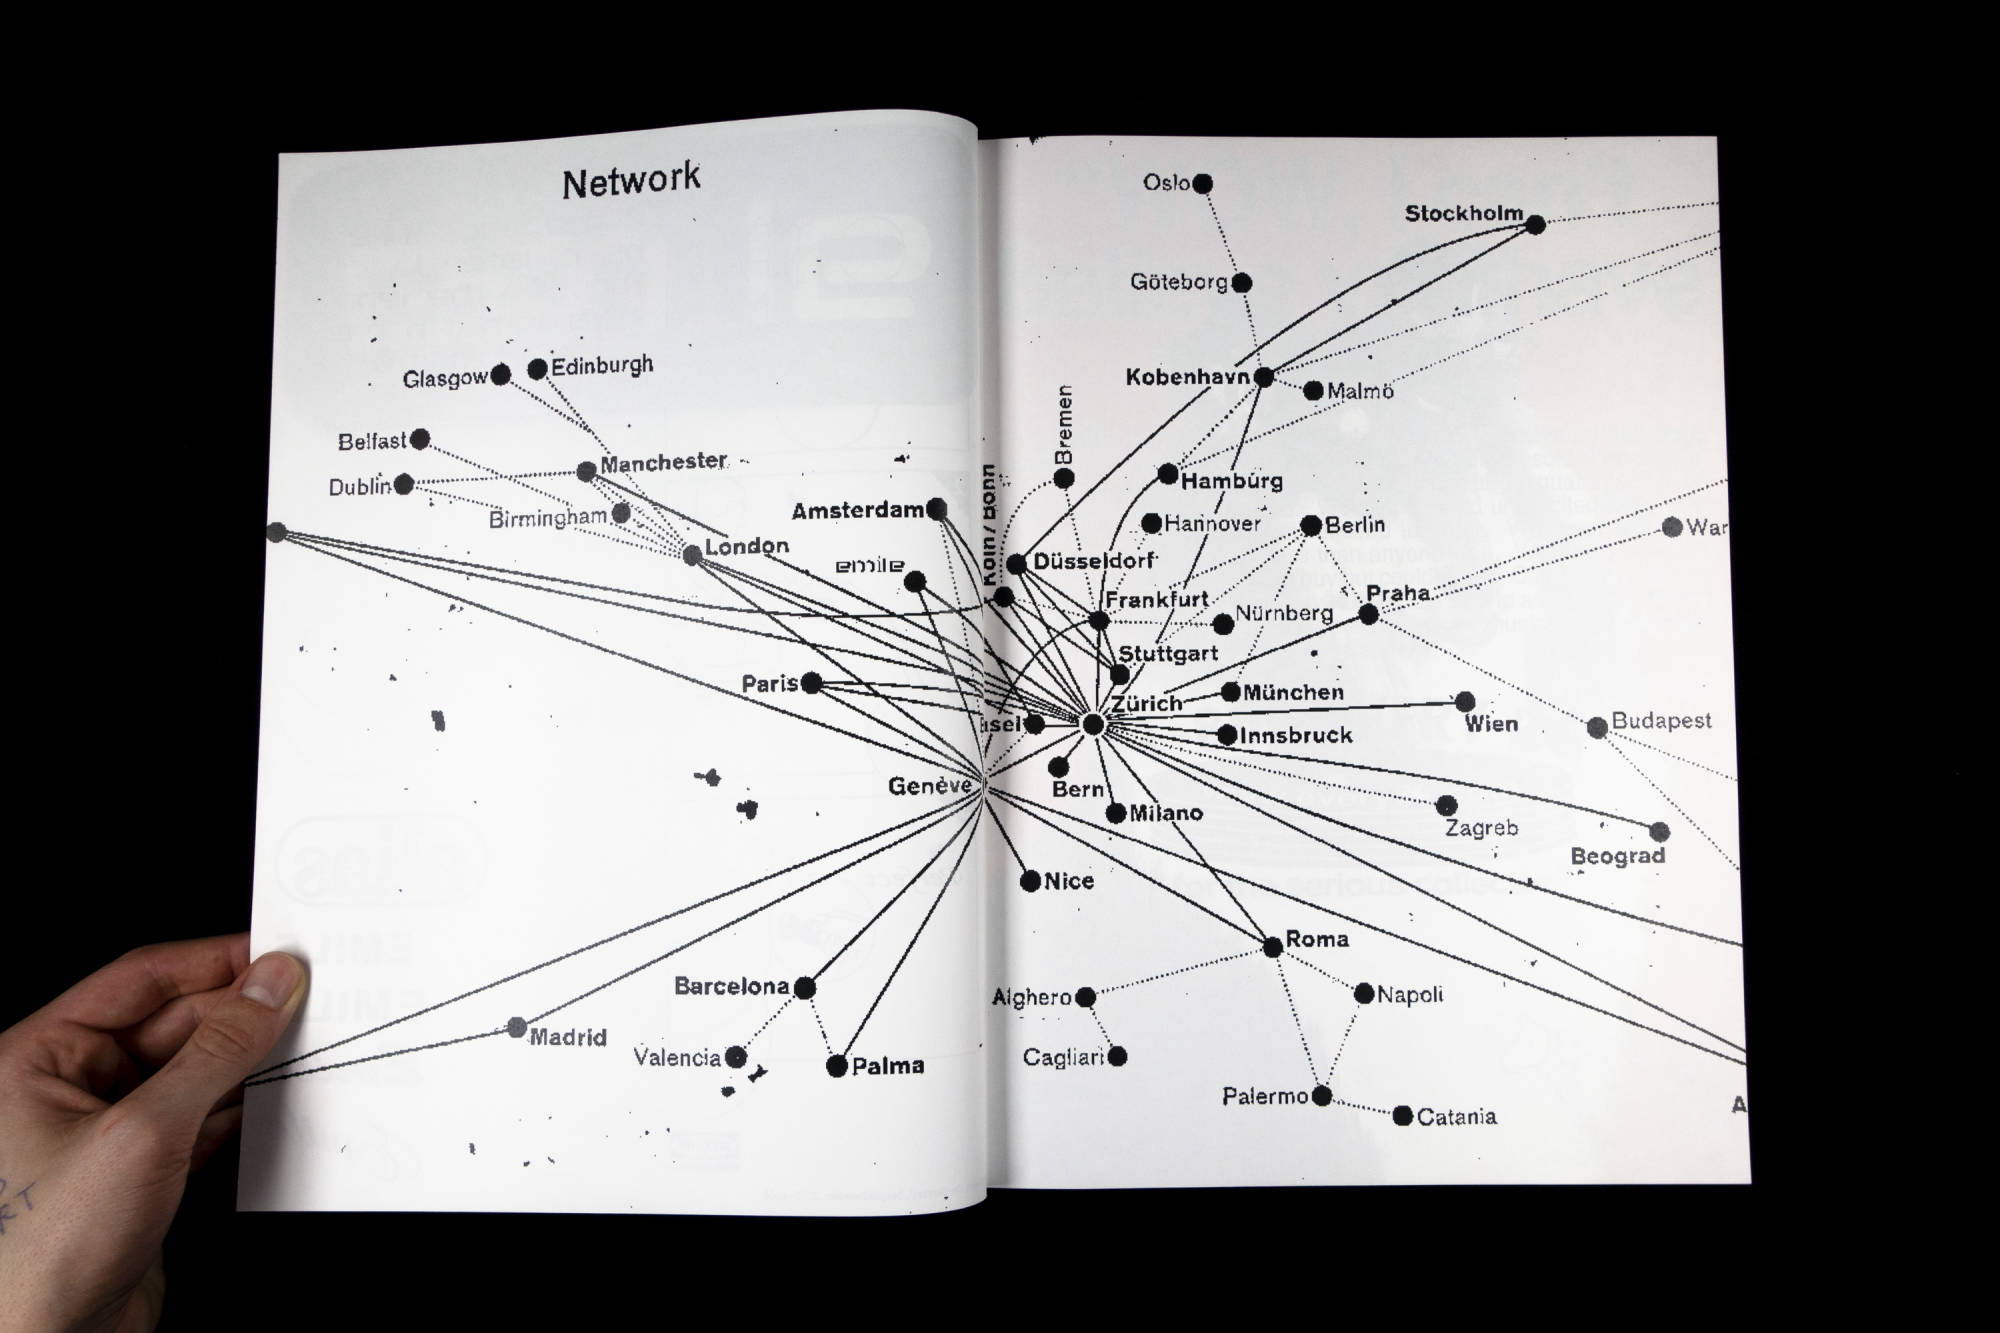 Network
Oslo
Stockholm
Göteborg
Glasgow
Edinburgh
Kobenhavn
Malmö
Belfast
Manchester
Bremen
Dublin
Birmingham
Hamburg
Amsterdam
Köln / Bonn
Hannover
Berlin
War
London
emile
Düsseldorf
Frankfurt
Praha
Nürnberg
Stuttgart
Paris
München
Zürich
sel
Wien
Budapest
Innsbruck
Genève
Bern
Milano
Zagreb
Beograd
Nice
Roma
Barcelona
Alghero
Napoli
Madrid
Valencia
Palma
Cagliari
Palermo
Catania
A